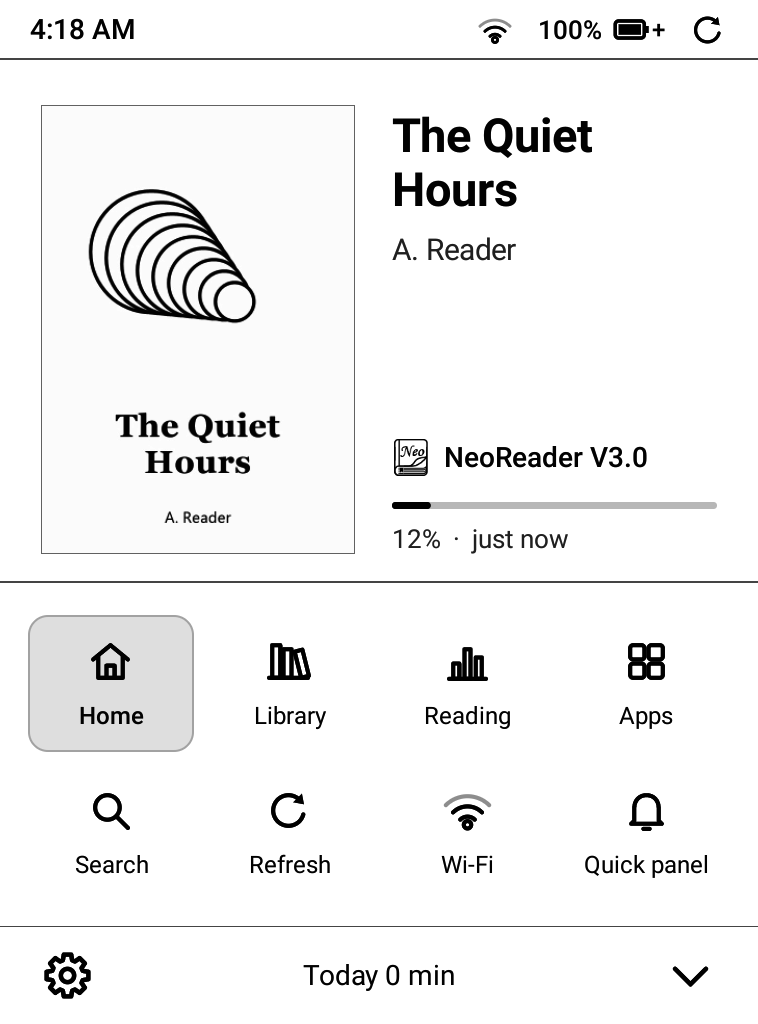 4:18 AM 100% +
The Quiet
Hours
A. Reader
The Quiet
Hours
A. Reader
Neo NeoReader V3.0
12% · just now
Home Library Reading Apps
Search Refresh Wi-Fi Quick panel
Today 0 min